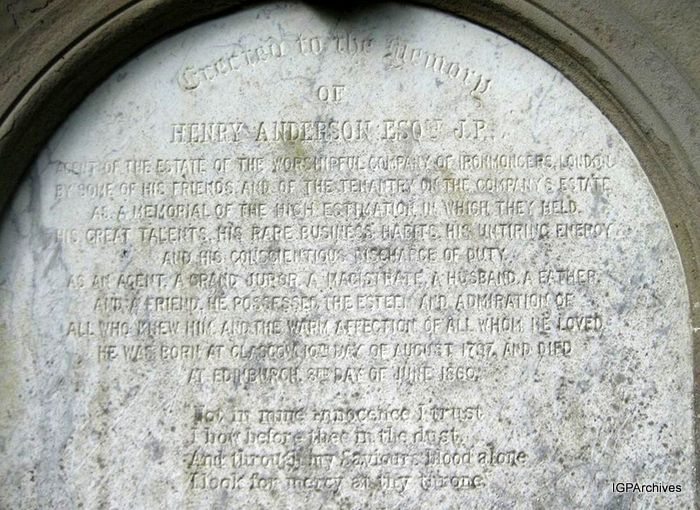 Erected to the Memory
OF
HENRY ANDERSON ESQRE J.P.
AGENT OF THE ESTATE OF THE WORSHIPFUL COMPANY OF IRONMONGERS, LONDON
BY SOME OF HIS FRIENDS AND OF THE TENANTRY ON THE COMPANY'S ESTATE
AS A MEMORIAL OF THE HIGH ESTIMATION IN WHICH THEY HELD
HIS GREAT TALENTS, HIS RARE BUSINESS HABITS, HIS UNTIRING ENERGY
AND HIS CONSCIENTIOUS DISCHARGE OF DUTY.
AS AN AGENT, A GRAND JUROR, A MAGISTRATE, A HUSBAND, A FATHER,
AND A FRIEND, HE POSSESSED THE ESTEEM AND ADMIRATION OF
ALL WHO KNEW HIM, AND THE WARM AFFECTION OF ALL WHOM HE LOVED
HE WAS BORN AT GLASGOW, 10TH DAY OF AUGUST 1797, AND DIED
AT EDINBURGH, 3RD DAY OF JUNE 1860.
Not in mine innocence I trust
I bow before thee in the dust,
And through my Saviours blood alone
I look for mercy at thy throne.
IGPArchives